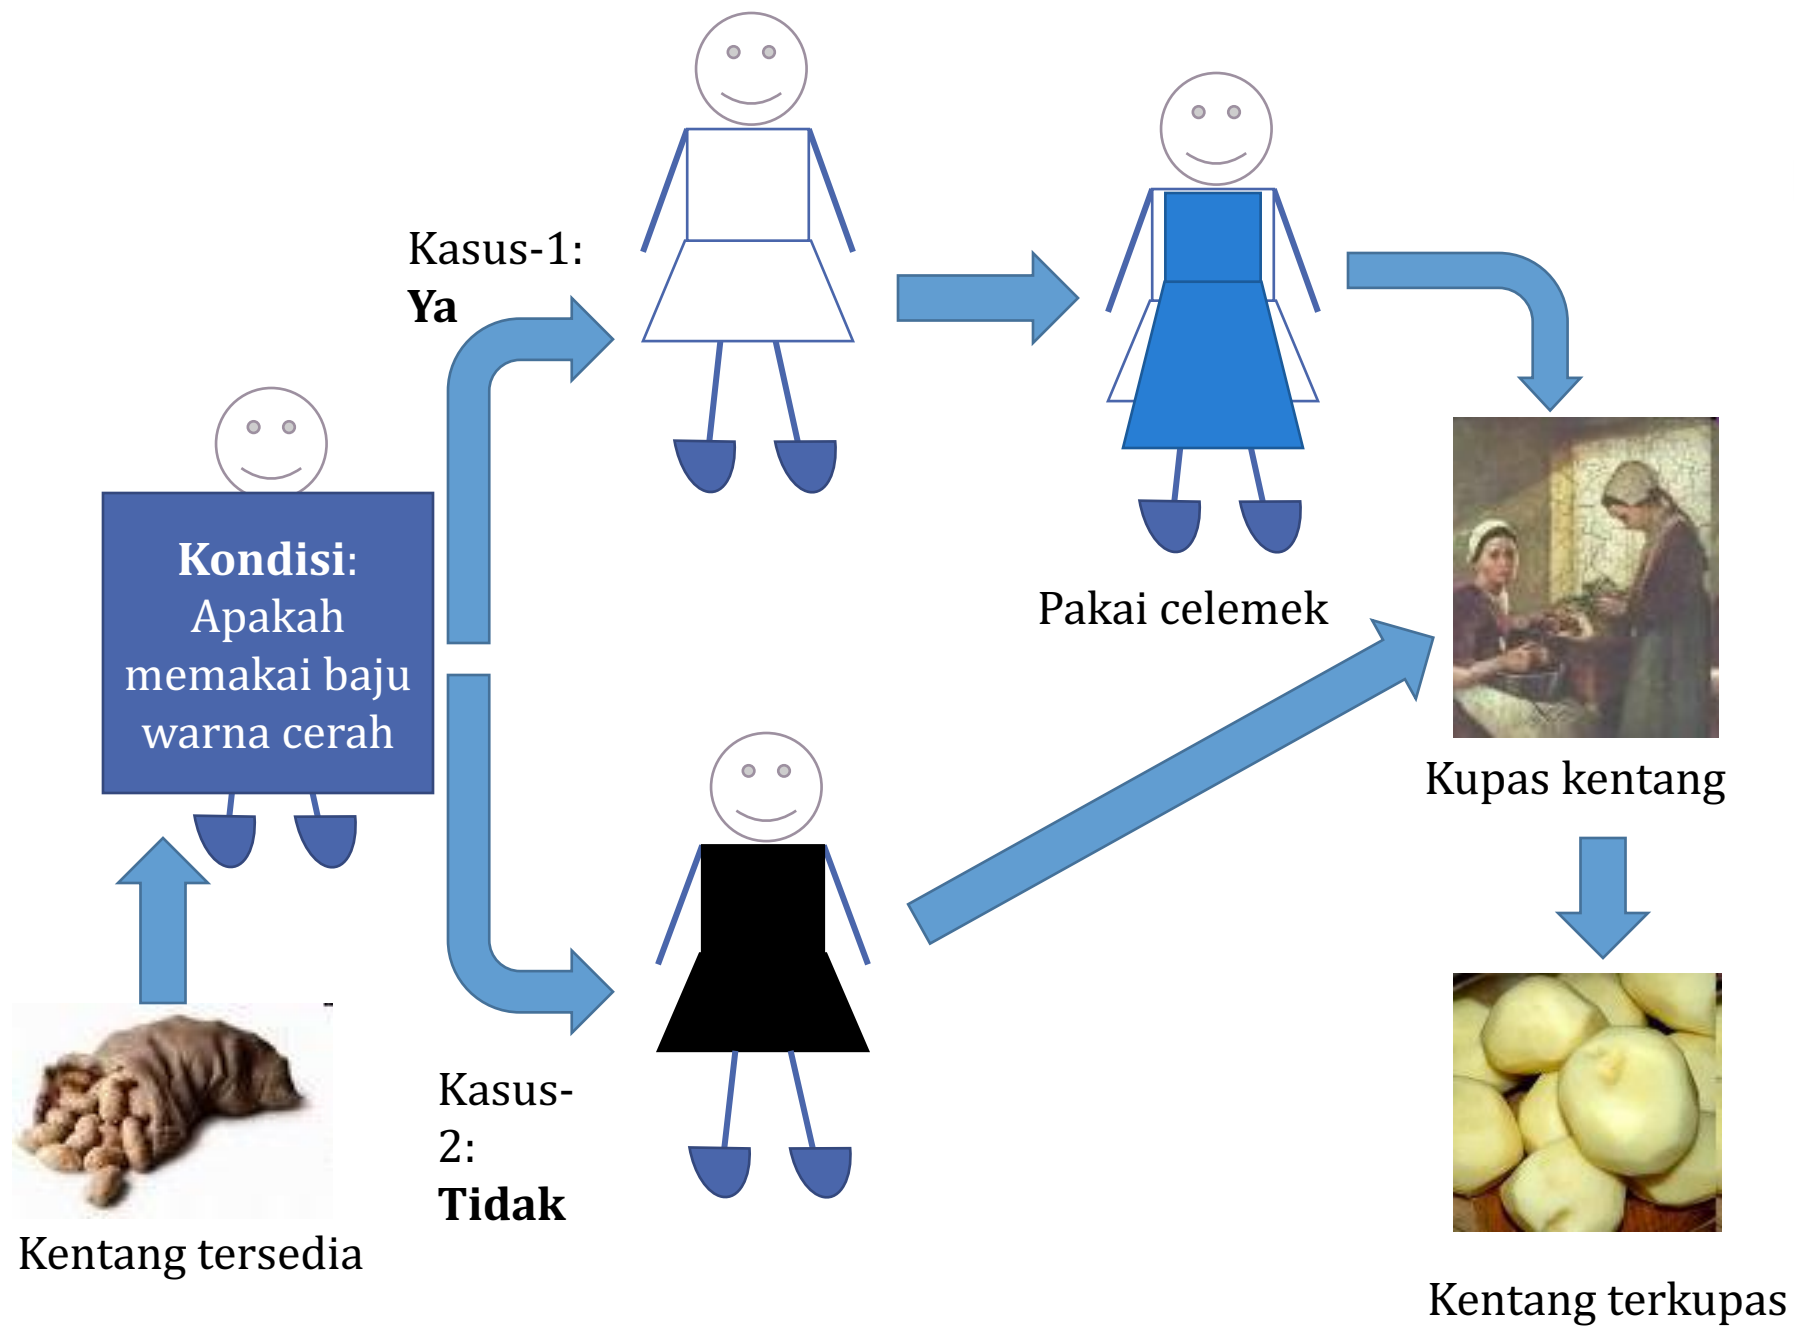 Kasus-1:
Ya
Kondisi:
Apakah
memakai baju
warna cerah
Pakai celemek
Kupas kentang
Kasus-
2:
Tidak
Kentang tersedia
Kentang terkupas